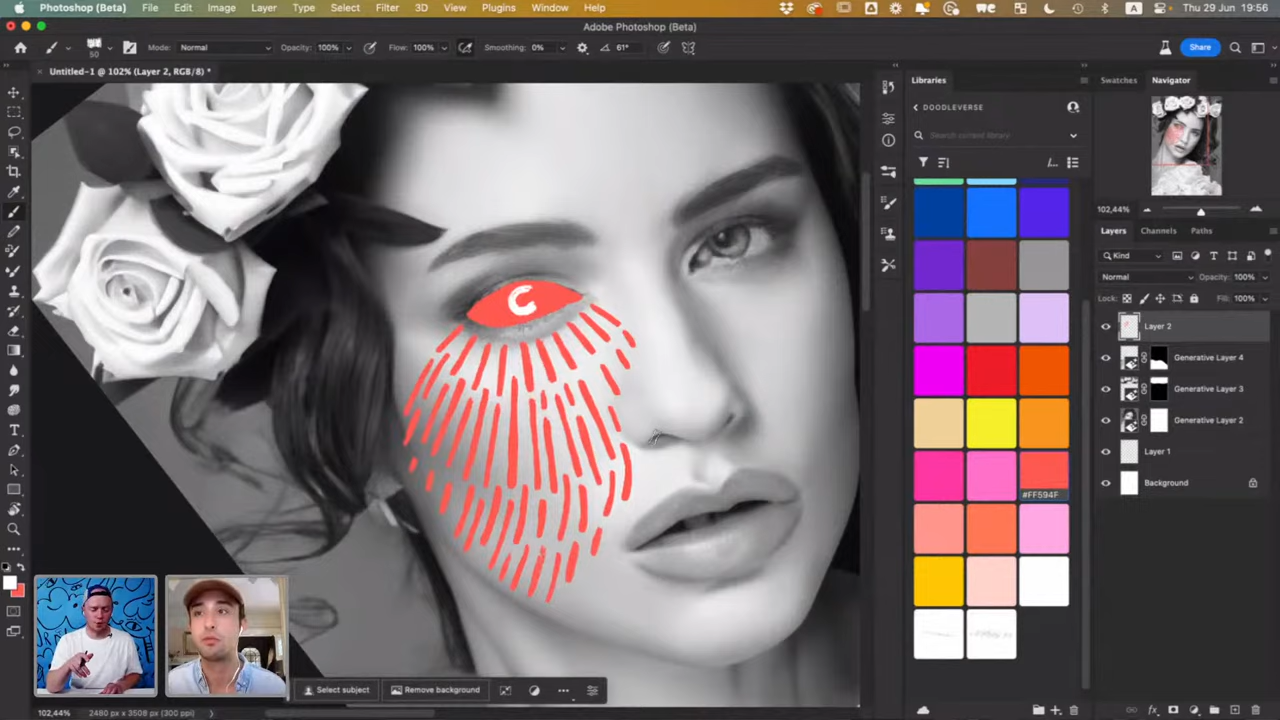 Photoshop (Beta) File Edit Image Layer Type Select Filter 3D View Plugins Window Help A Thu 29 Jun 19:56
Adobe Photoshop (Beta)
50 Mode: Normal Opacity: 100% Flow: 100% Smoothing: 0% 61° Share
× Untitled-1 @ 102% (Layer 2, RGB/8) *
Libraries
DOODLEVERSE
Search current library
#FF594F
Swatches Navigator
102,44%
Layers Channels Paths
Kind
Normal Opacity: 100%
Lock: Fill: 100%
Layer 2
Generative Layer 4
Generative Layer 3
Generative Layer 2
Layer 1
Background
C
Select subject Remove background
102,44% 2480 px x 3508 px (300 ppi)